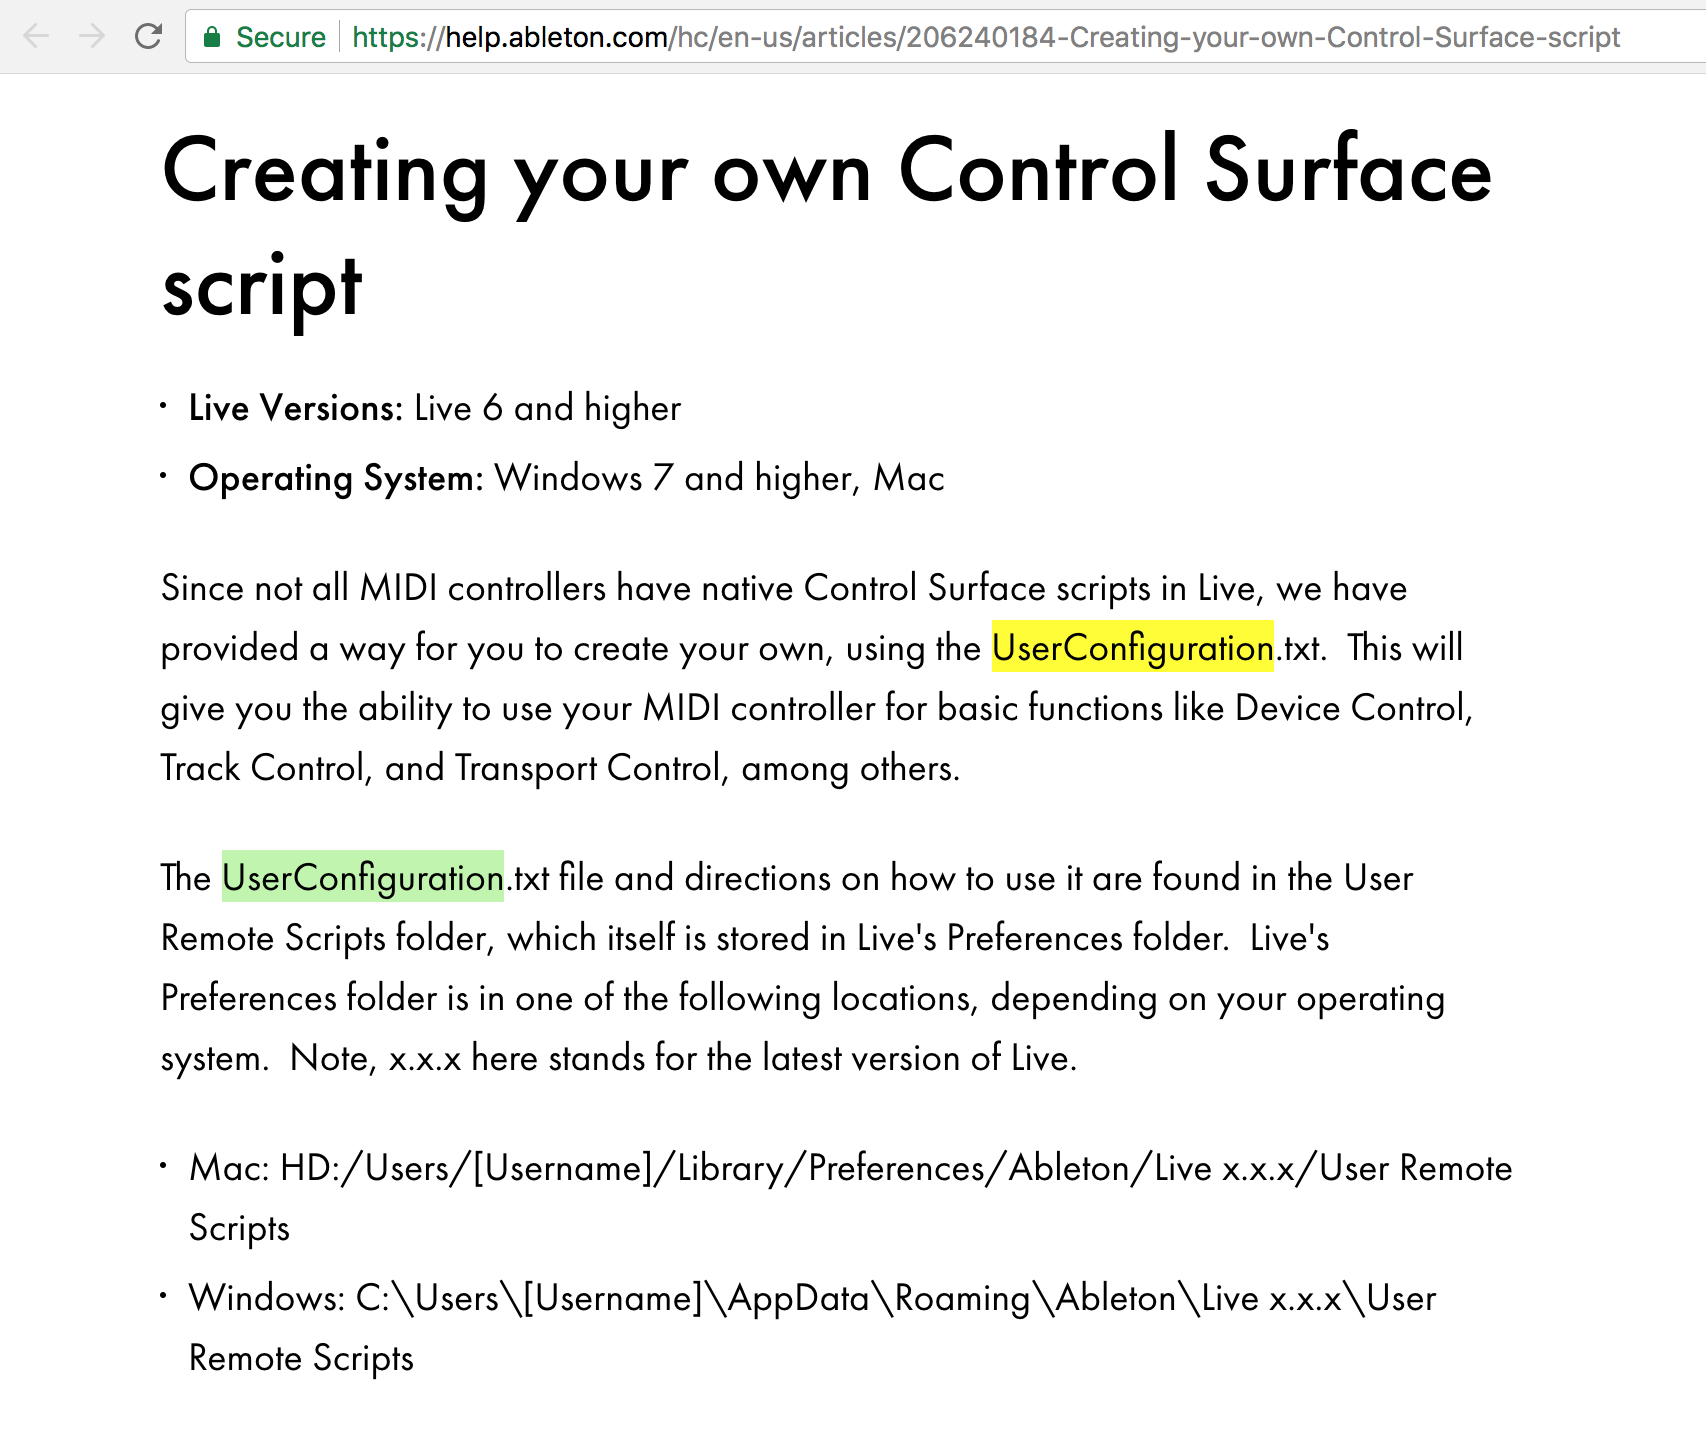 Secure https://help.ableton.com/hc/en-us/articles/206240184-Creating-your-own-Control-Surface-script
Creating your own Control Surface
script
• Live Versions: Live 6 and higher
• Operating System: Windows 7 and higher, Mac
Since not all MIDI controllers have native Control Surface scripts in Live, we have
provided a way for you to create your own, using the UserConfiguration.txt.  This will
give you the ability to use your MIDI controller for basic functions like Device Control,
Track Control, and Transport Control, among others.
The UserConfiguration.txt file and directions on how to use it are found in the User
Remote Scripts folder, which itself is stored in Live's Preferences folder.  Live's
Preferences folder is in one of the following locations, depending on your operating
system.  Note, x.x.x here stands for the latest version of Live.
• Mac: HD:/Users/[Username]/Library/Preferences/Ableton/Live x.x.x/User Remote
Scripts
• Windows: C:\Users\[Username]\AppData\Roaming\Ableton\Live x.x.x\User
Remote Scripts